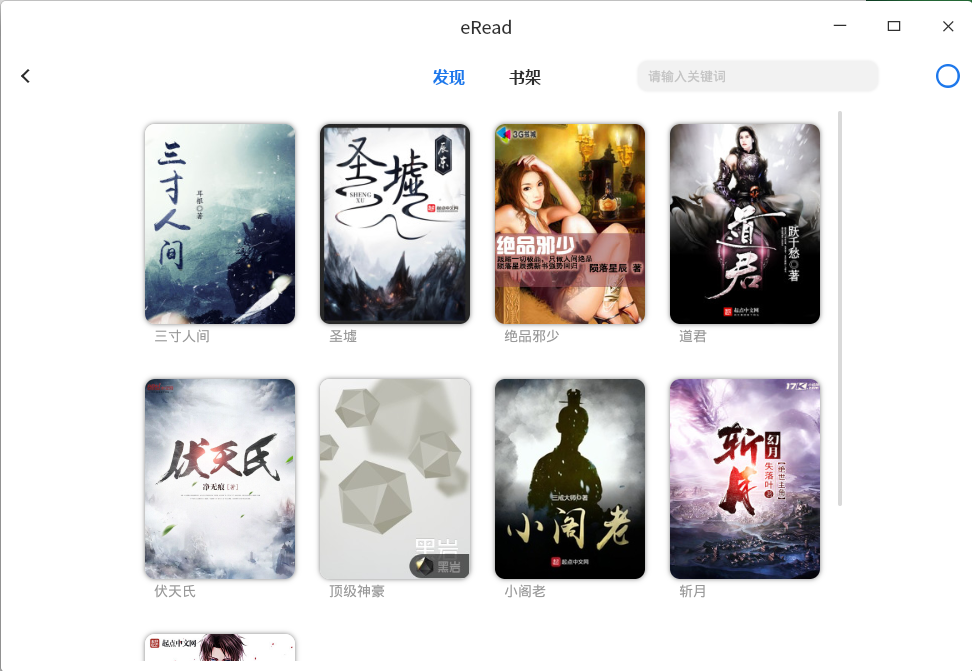 eRead
发现
书架
请输入关键词
三寸人间
耳根◎著
三寸人间
圣墟
辰东
SHENG
XU
起点中文网
圣墟
3G书城
绝品邪少
陨落星辰 著
绝品邪少
道君
跃千愁◎著
起点中文网
道君
伏天氏
净无痕[著]
伏天氏
黑岩
黑岩
顶级神豪
三戒大师◎著
小阁老
起点中文网
小阁老
17K
斩月
幻月
失落叶 著
斩月
起点中文网